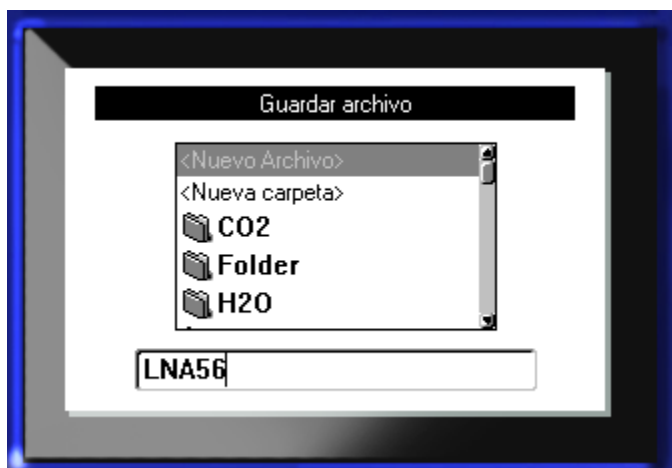 Guardar archivo
<Nuevo Archivo>
<Nueva carpeta>
CO2
Folder
H2O
LNA56